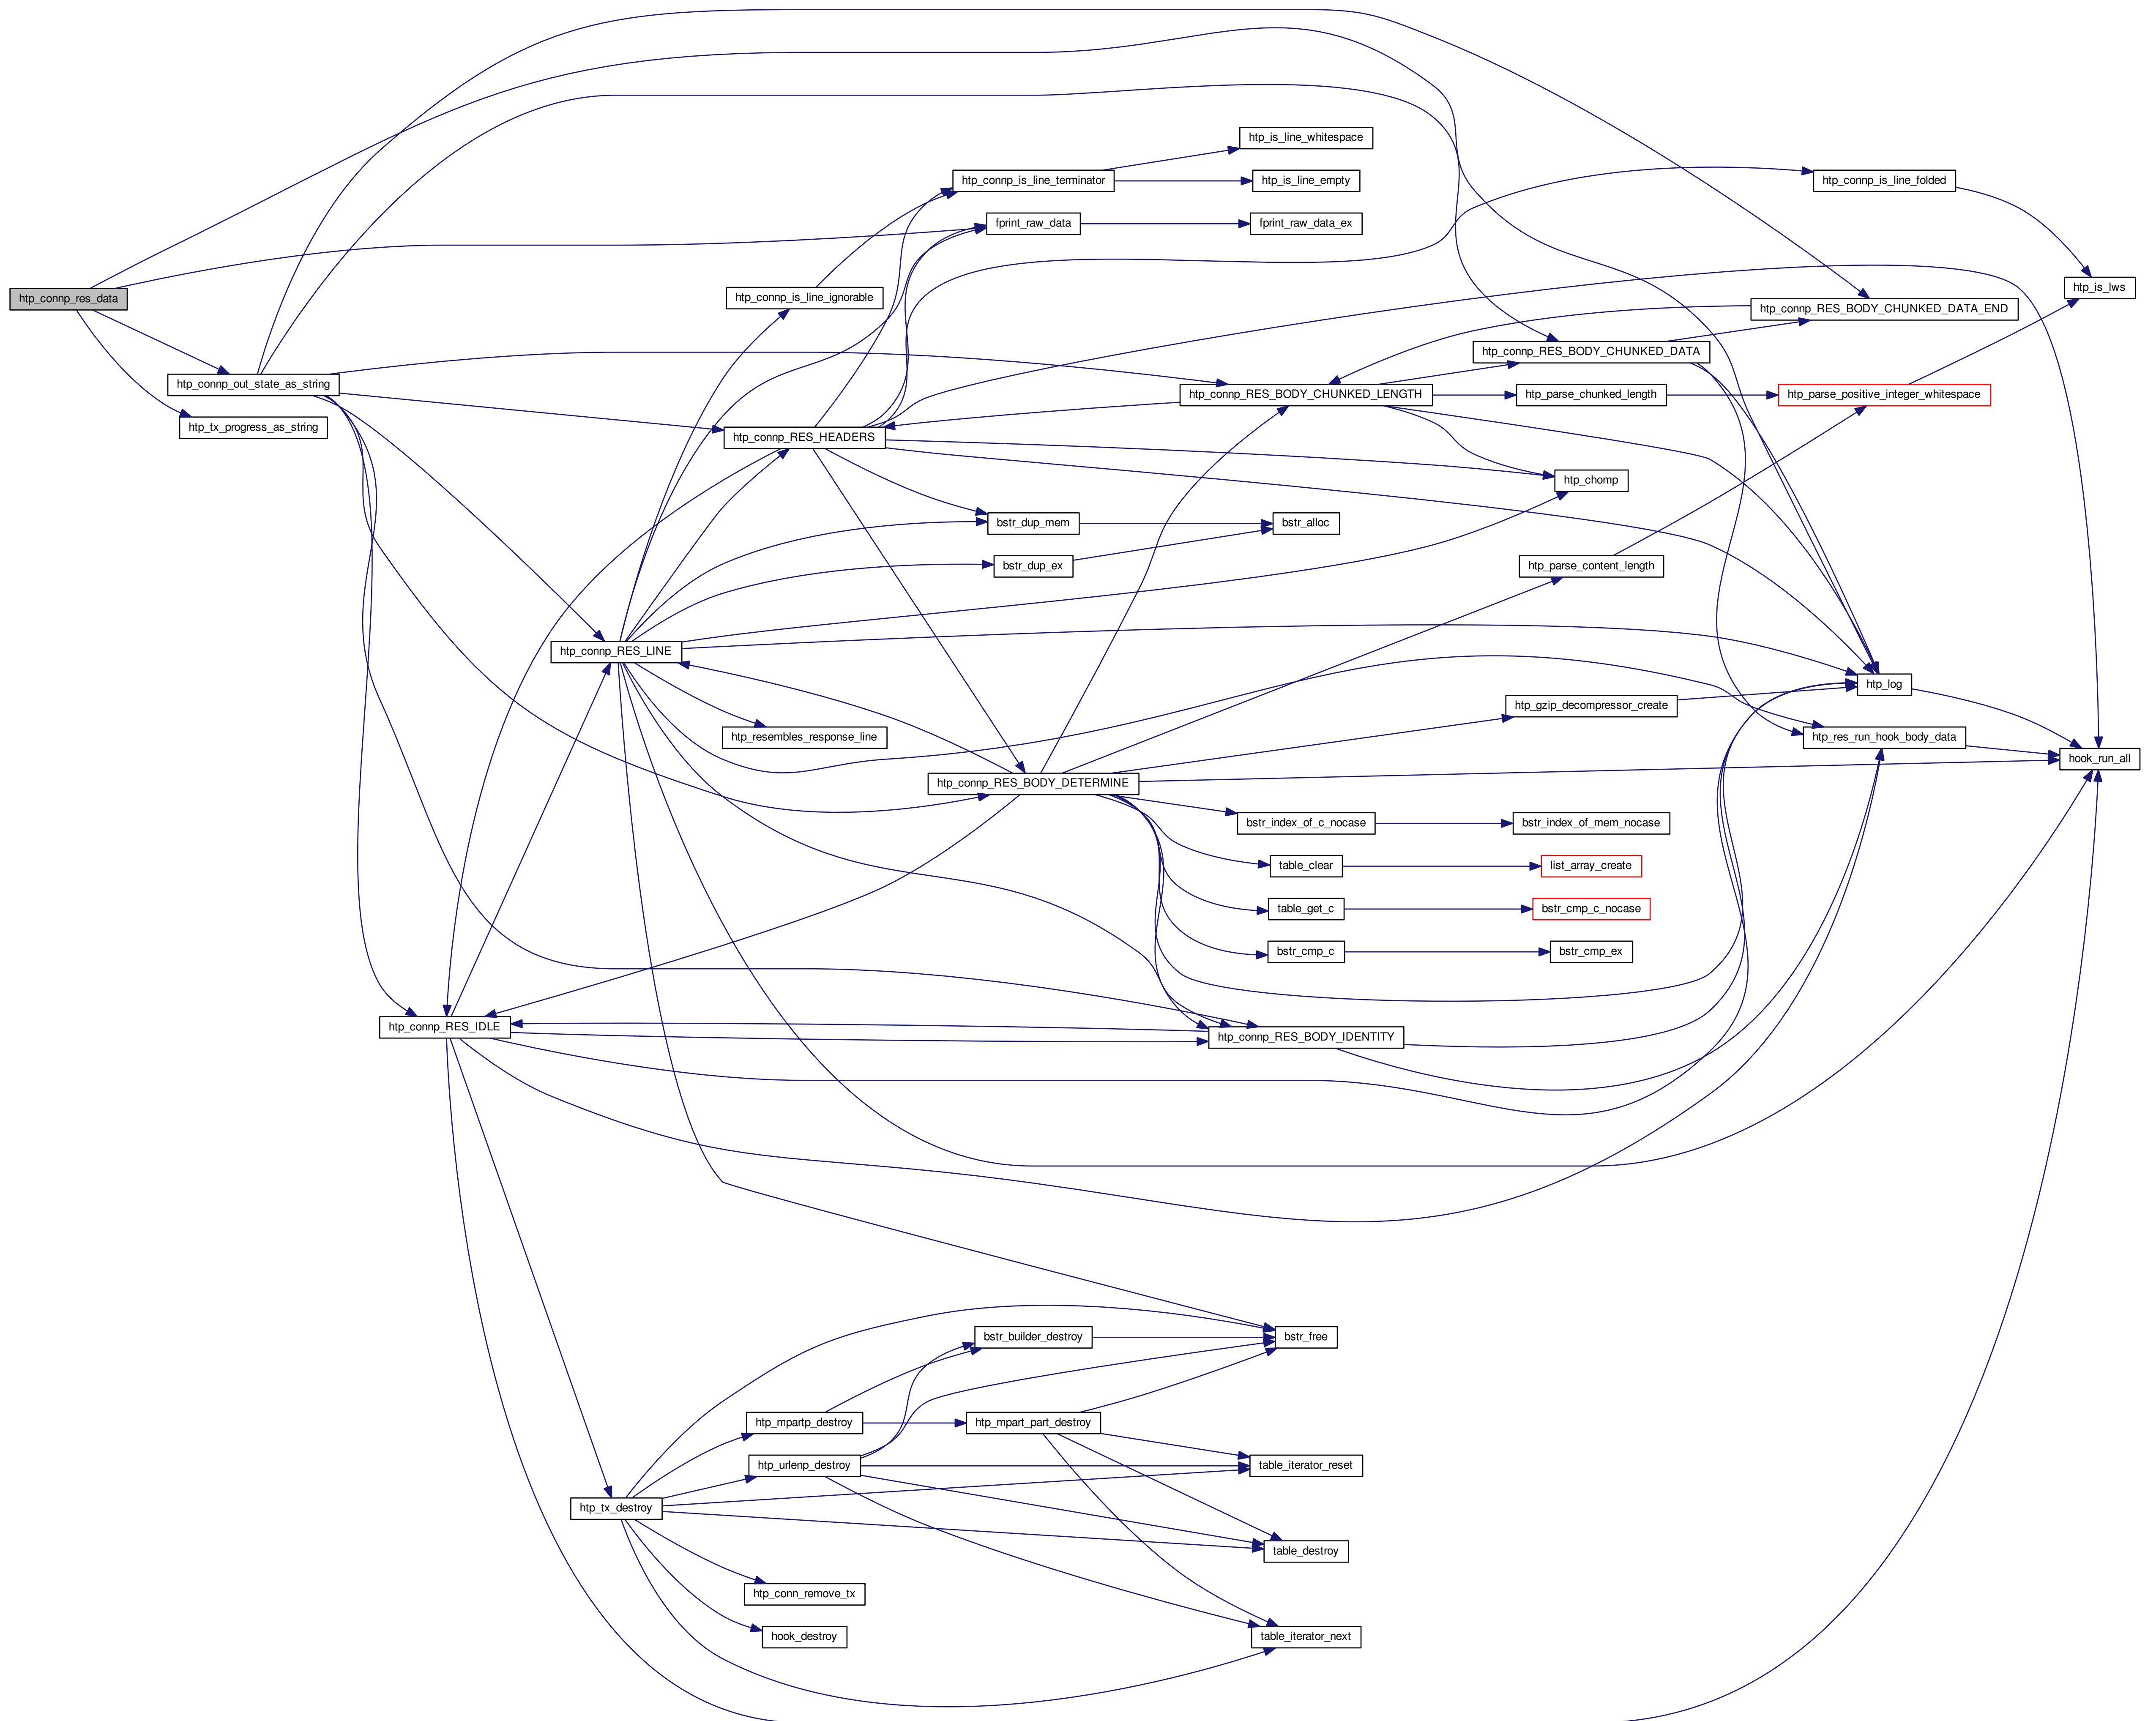 htp_is_line_whitespace
htp_connp_is_line_terminator
htp_is_line_empty
htp_connp_is_line_folded
fprint_raw_data
fprint_raw_data_ex
htp_is_lws
htp_connp_res_data
htp_connp_is_line_ignorable
htp_connp_RES_BODY_CHUNKED_DATA_END
htp_connp_RES_BODY_CHUNKED_DATA
htp_connp_out_state_as_string
htp_connp_RES_BODY_CHUNKED_LENGTH
htp_parse_chunked_length
htp_parse_positive_integer_whitespace
htp_tx_progress_as_string
htp_connp_RES_HEADERS
htp_chomp
bstr_dup_mem
bstr_alloc
bstr_dup_ex
htp_parse_content_length
htp_connp_RES_LINE
htp_log
htp_gzip_decompressor_create
htp_resembles_response_line
htp_res_run_hook_body_data
hook_run_all
htp_connp_RES_BODY_DETERMINE
bstr_index_of_c_nocase
bstr_index_of_mem_nocase
table_clear
list_array_create
table_get_c
bstr_cmp_c_nocase
bstr_cmp_c
bstr_cmp_ex
htp_connp_RES_IDLE
htp_connp_RES_BODY_IDENTITY
bstr_builder_destroy
bstr_free
htp_mpartp_destroy
htp_mpart_part_destroy
htp_urlenp_destroy
table_iterator_reset
htp_tx_destroy
table_destroy
htp_conn_remove_tx
hook_destroy
table_iterator_next